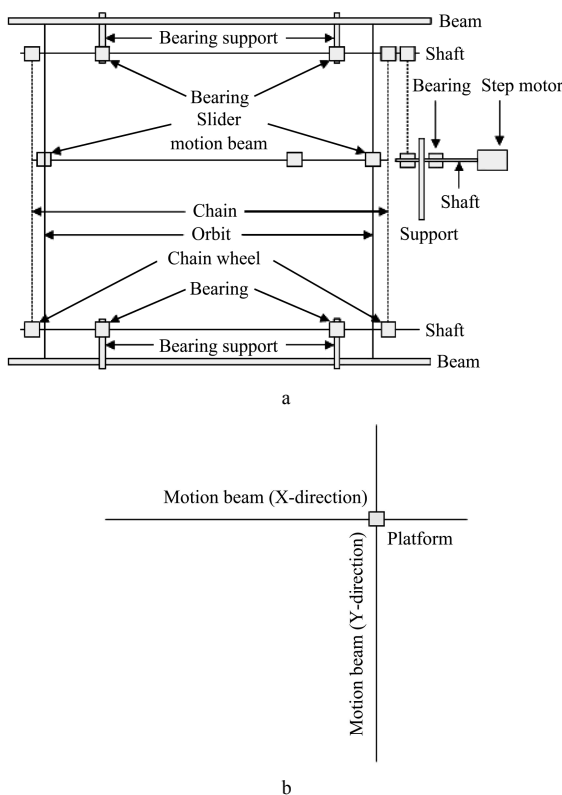 Beam
Bearing support
Shaft
Bearing
Bearing Step motor
Slider
motion beam
Shaft
Chain
Support
Orbit
Chain wheel
Bearing
Shaft
Bearing support
Beam
a
Motion beam (X-direction)
Platform
Motion beam (Y-direction)
b